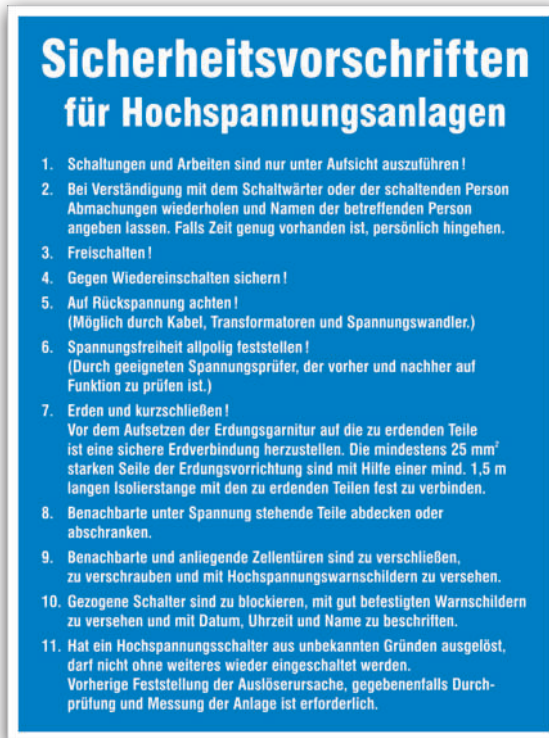 Sicherheitsvorschriften
für Hochspannungsanlagen
1. Schaltungen und Arbeiten sind nur unter Aufsicht auszuführen!
2. Bei Verständigung mit dem Schaltwärter oder der schaltenden Person
Abmachungen wiederholen und Namen der betreffenden Person
angeben lassen. Falls Zeit genug vorhanden ist, persönlich hingehen.
3. Freischalten!
4. Gegen Wiedereinschalten sichern!
5. Auf Rückspannung achten!
(Möglich durch Kabel, Transformatoren und Spannungswandler.)
6. Spannungsfreiheit allpolig feststellen!
(Durch geeigneten Spannungsprüfer, der vorher und nachher auf
Funktion zu prüfen ist.)
7. Erden und kurzschließen!
Vor dem Aufsetzen der Erdungsgarnitur auf die zu erdenden Teile
ist eine sichere Erdverbindung herzustellen. Die mindestens 25 mm²
starken Seile der Erdungsvorrichtung sind mit Hilfe einer mind. 1,5 m
langen Isolierstange mit den zu erdenden Teilen fest zu verbinden.
8. Benachbarte unter Spannung stehende Teile abdecken oder
abschranken.
9. Benachbarte und anliegende Zellentüren sind zu verschließen,
zu verschrauben und mit Hochspannungswarnschildern zu versehen.
10. Gezogene Schalter sind zu blockieren, mit gut befestigten Warnschildern
zu versehen und mit Datum, Uhrzeit und Name zu beschriften.
11. Hat ein Hochspannungsschalter aus unbekannten Gründen ausgelöst,
darf nicht ohne weiteres wieder eingeschaltet werden.
Vorherige Feststellung der Auslöserursache, gegebenenfalls Durch-
prüfung und Messung der Anlage ist erforderlich.